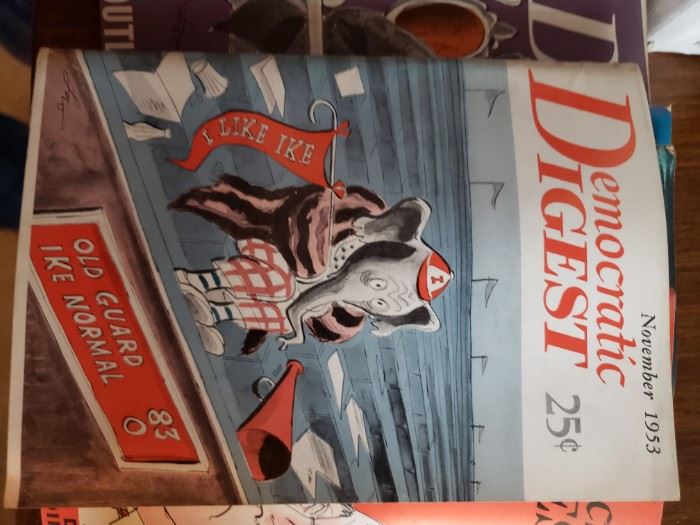 November 1953
Democratic
DIGEST
25¢
I LIKE IKE
I
OLD GUARD 83
IKE NORMAL 0